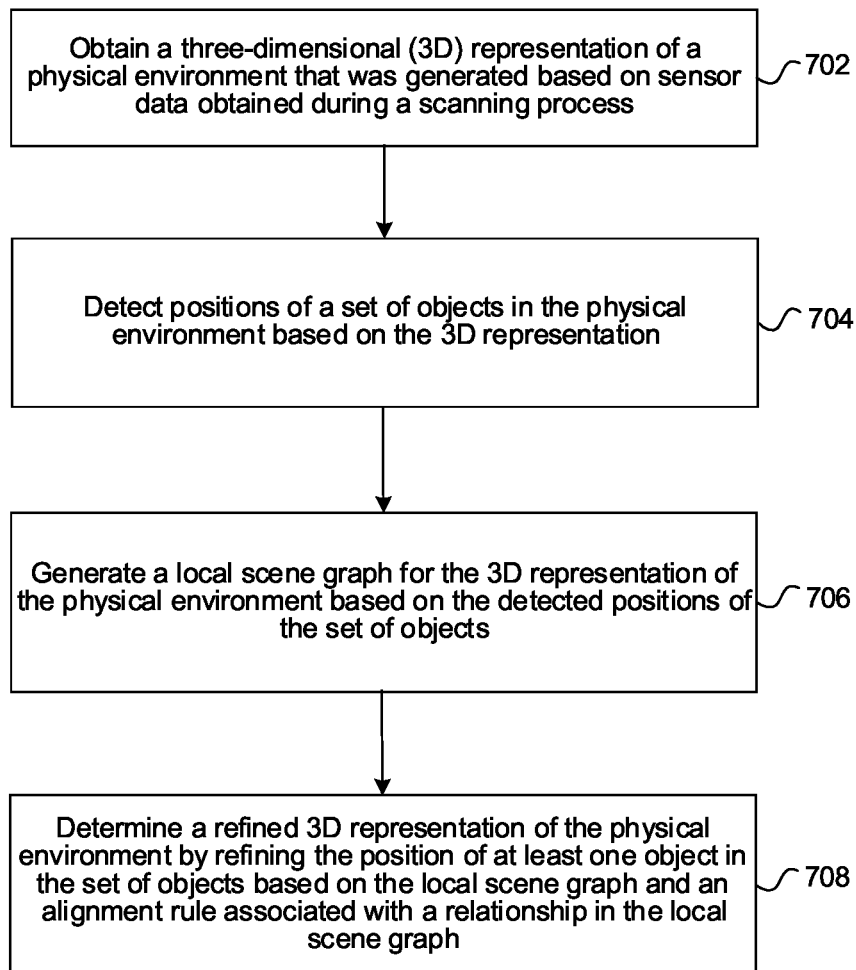 Obtain a three-dimensional (3D) representation of a
physical environment that was generated based on sensor
data obtained during a scanning process
702
Detect positions of a set of objects in the physical
environment based on the 3D representation
704
Generate a local scene graph for the 3D representation of
the physical environment based on the detected positions of
the set of objects
706
Determine a refined 3D representation of the physical
environment by refining the position of at least one object in
the set of objects based on the local scene graph and an
alignment rule associated with a relationship in the local
scene graph
708